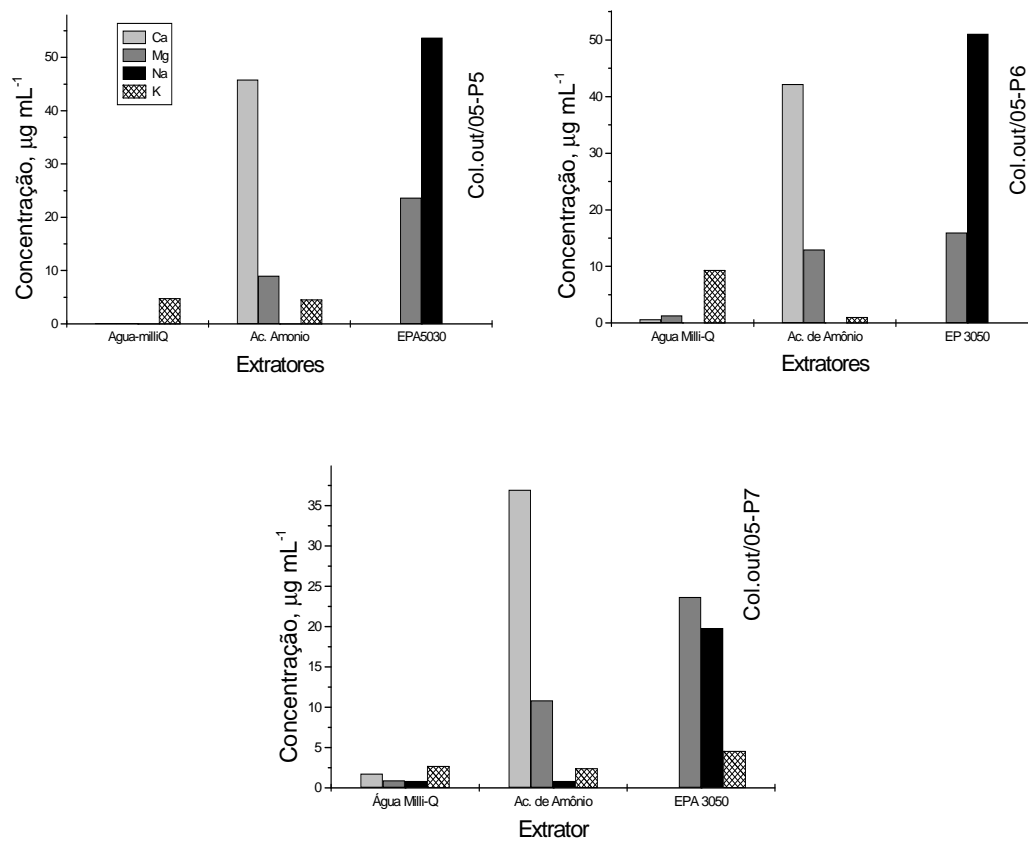 Ca
Mg
Na
K
50
40
30
20
10
0
Concentração, µg mL⁻¹
Agua-milliQ
Ac. Amonio
EPA5030
Extratores
Col.out/05-P5
50
40
30
20
10
0
Concentração, µg mL⁻¹
Agua Milli-Q
Ac. de Amônio
EP 3050
Extratores
Col.out/05-P6
35
30
25
20
15
10
5
0
Concentração, µg mL⁻¹
Água Milli-Q
Ac. de Amônio
EPA 3050
Extrator
Col.out/05-P7